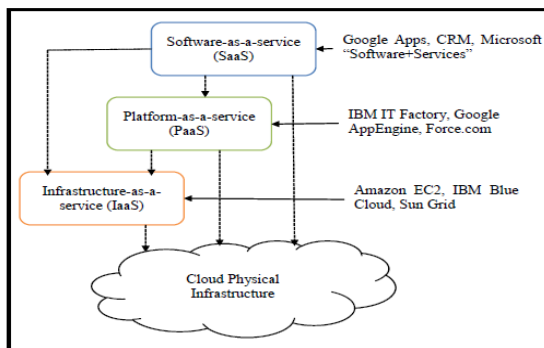 Software-as-a-service
(SaaS)
Google Apps, CRM, Microsoft
“Software+Services”
Platform-as-a-service
(PaaS)
IBM IT Factory, Google
AppEngine, Force.com
Infrastructure-as-a-
service (IaaS)
Amazon EC2, IBM Blue
Cloud, Sun Grid
Cloud Physical
Infrastructure